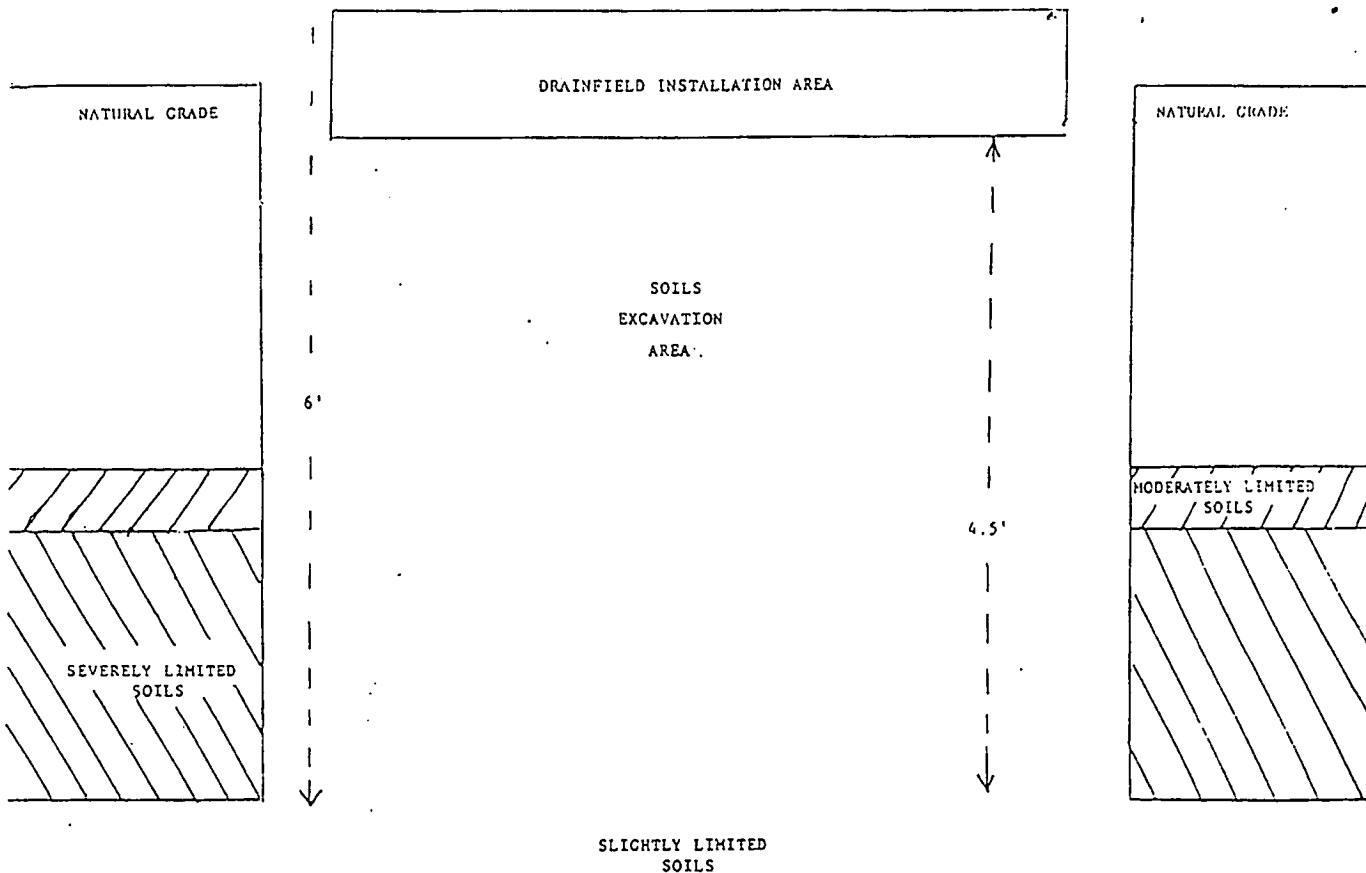 DRAINFIELD INSTALLATION AREA
NATURAL GRADE
NATURAL GRADE
SOILS
EXCAVATION
AREA
6'
MODERATELY LIMITED
SOILS
4.5'
SEVERELY LIMITED
SOILS
SLIGHTLY LIMITED
SOILS